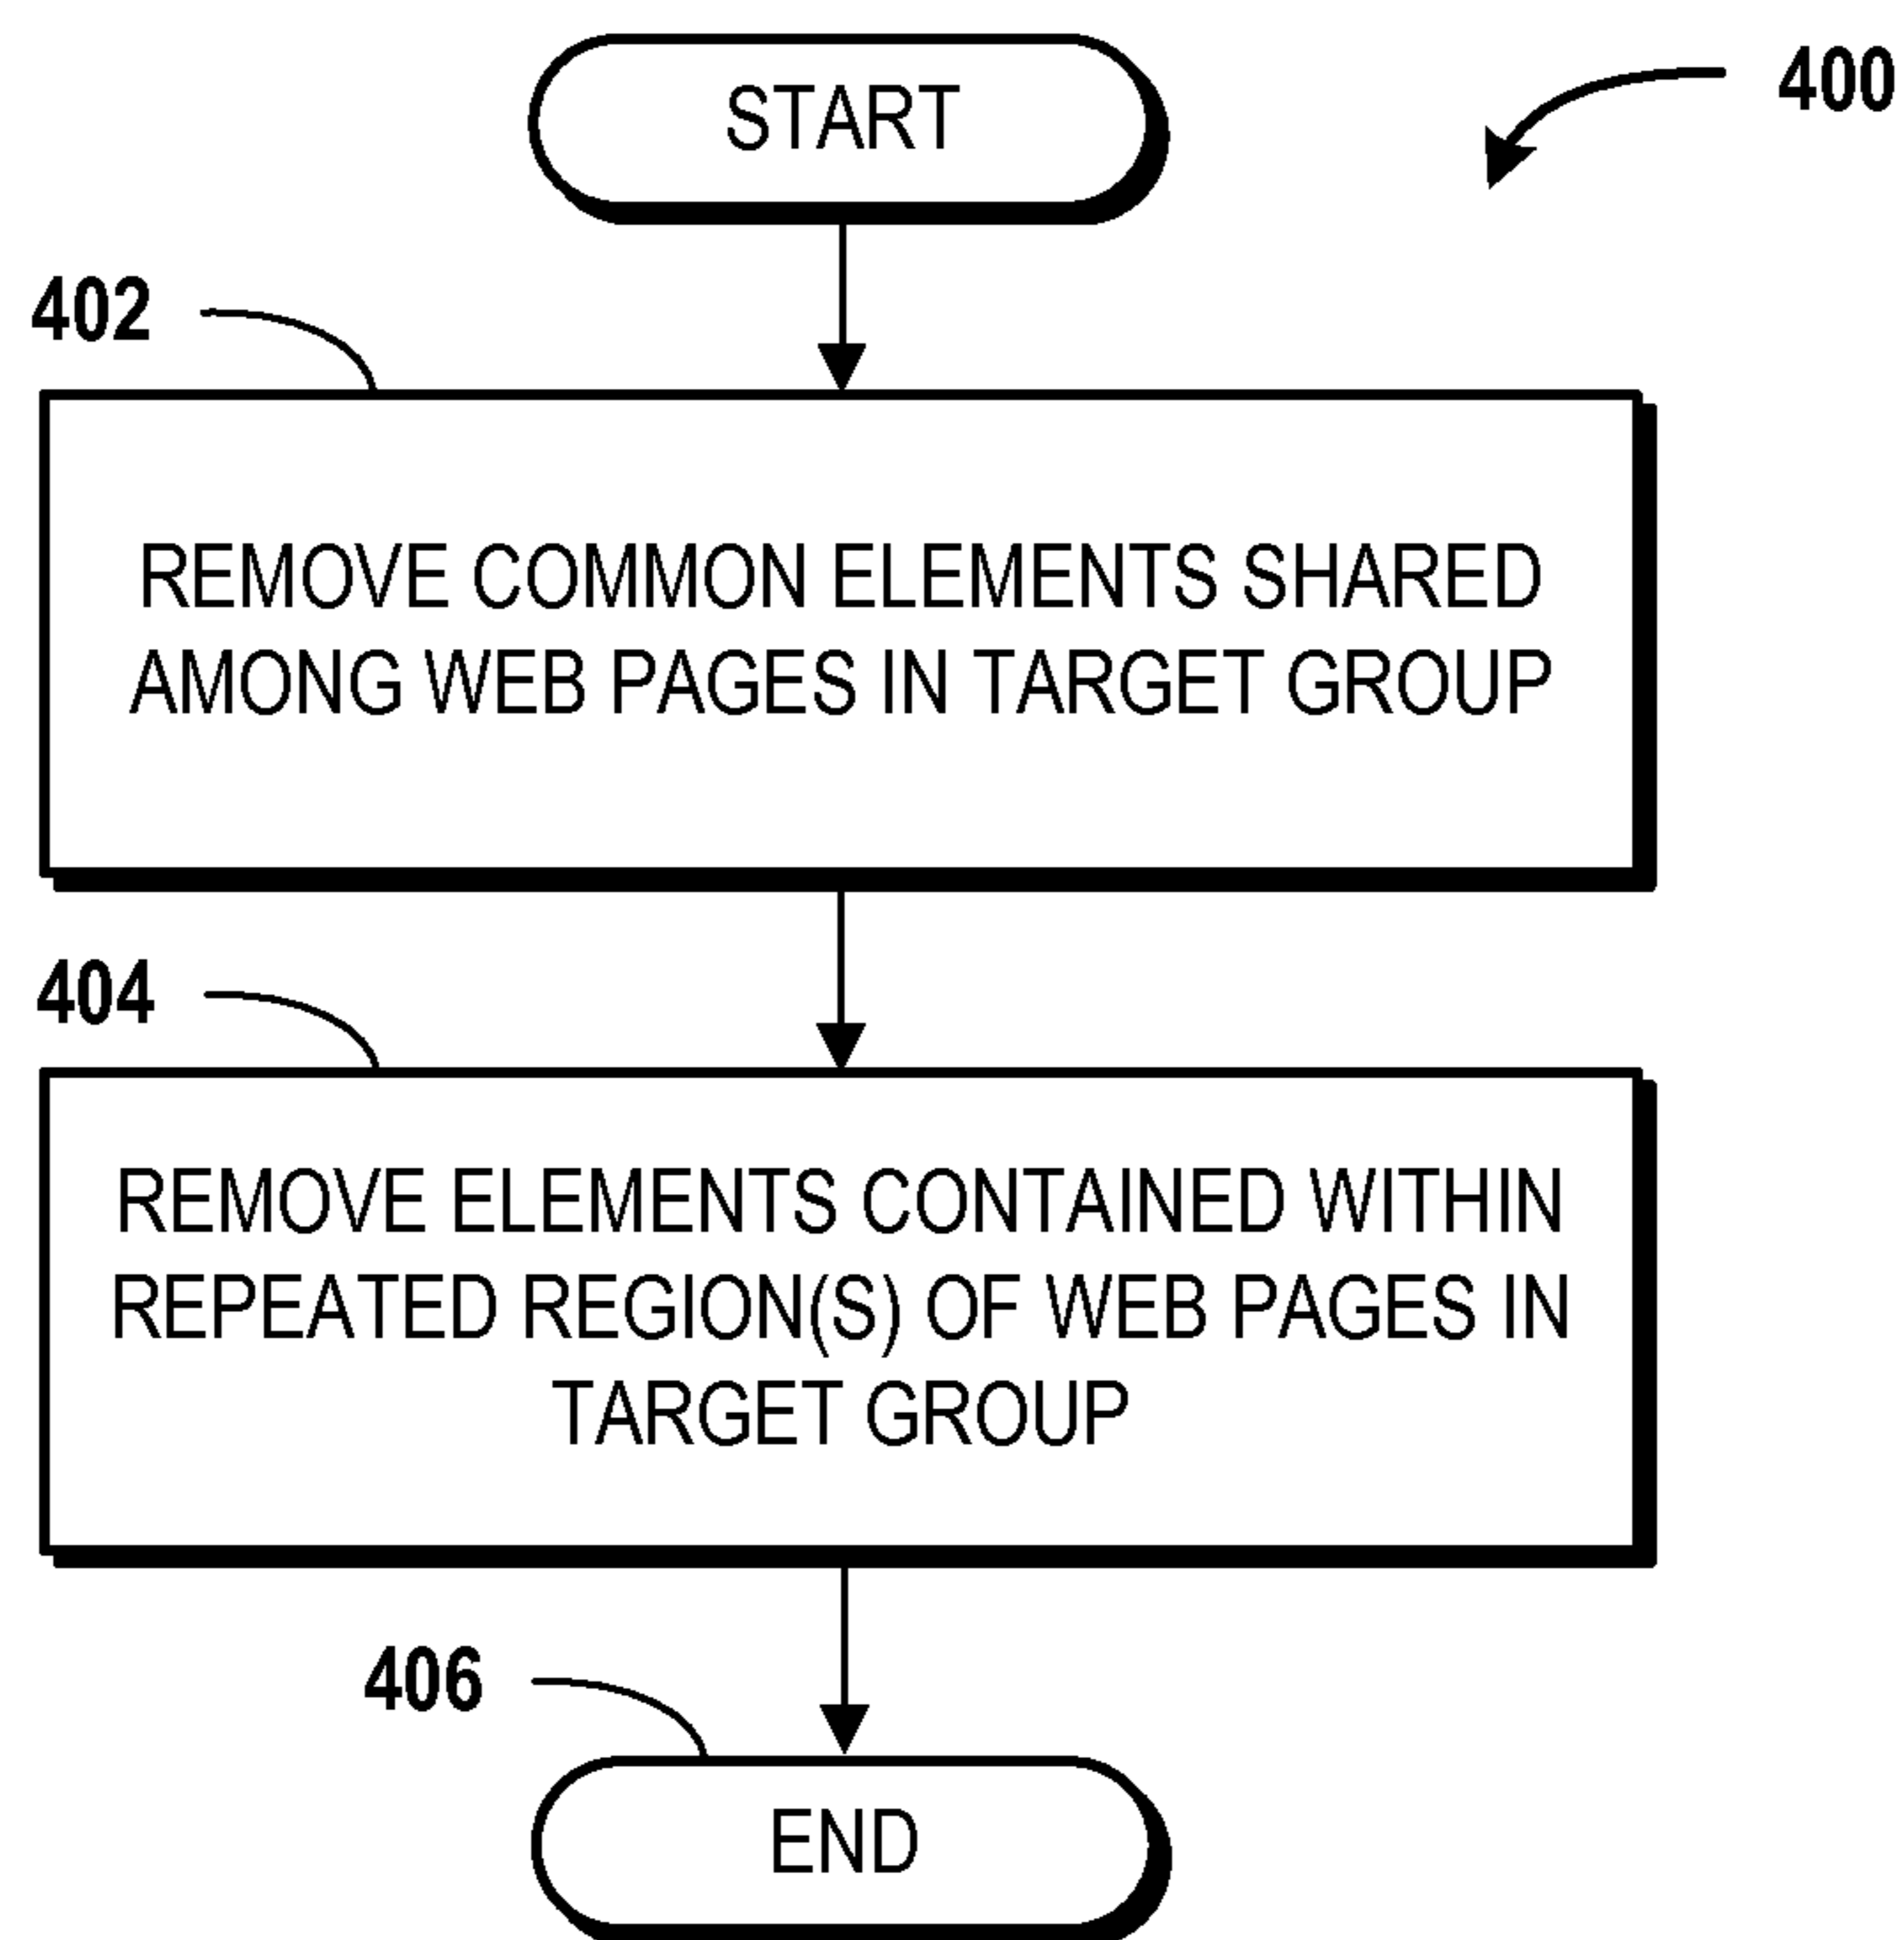 START
400
402
REMOVE COMMON ELEMENTS SHARED
AMONG WEB PAGES IN TARGET GROUP
404
REMOVE ELEMENTS CONTAINED WITHIN
REPEATED REGION(S) OF WEB PAGES IN
TARGET GROUP
406
END